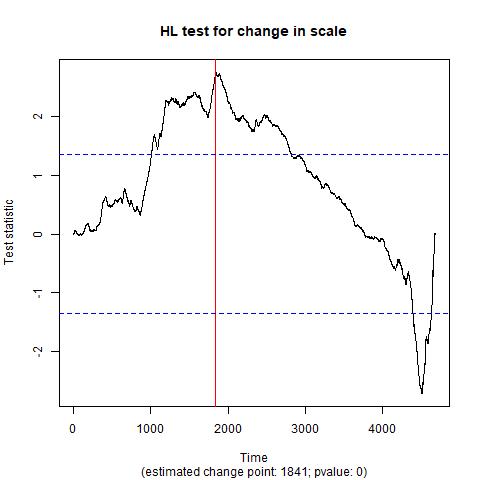 HL test for change in scale
Test statistic
2
1
0
-1
-2
0
1000
2000
3000
4000
Time
(estimated change point: 1841; pvalue: 0)